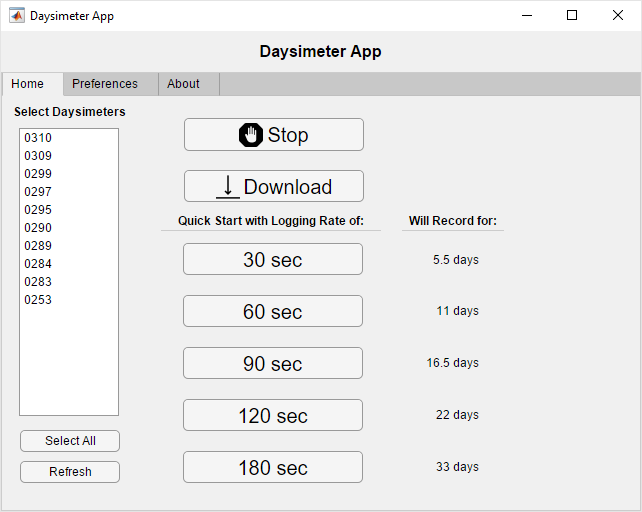 Daysimeter App
Daysimeter App
Home Preferences About
Select Daysimeters
0310
0309
0299
0297
0295
0290
0289
0284
0283
0253
Select All
Refresh
Stop
Download
Quick Start with Logging Rate of: Will Record for:
30 sec 5.5 days
60 sec 11 days
90 sec 16.5 days
120 sec 22 days
180 sec 33 days